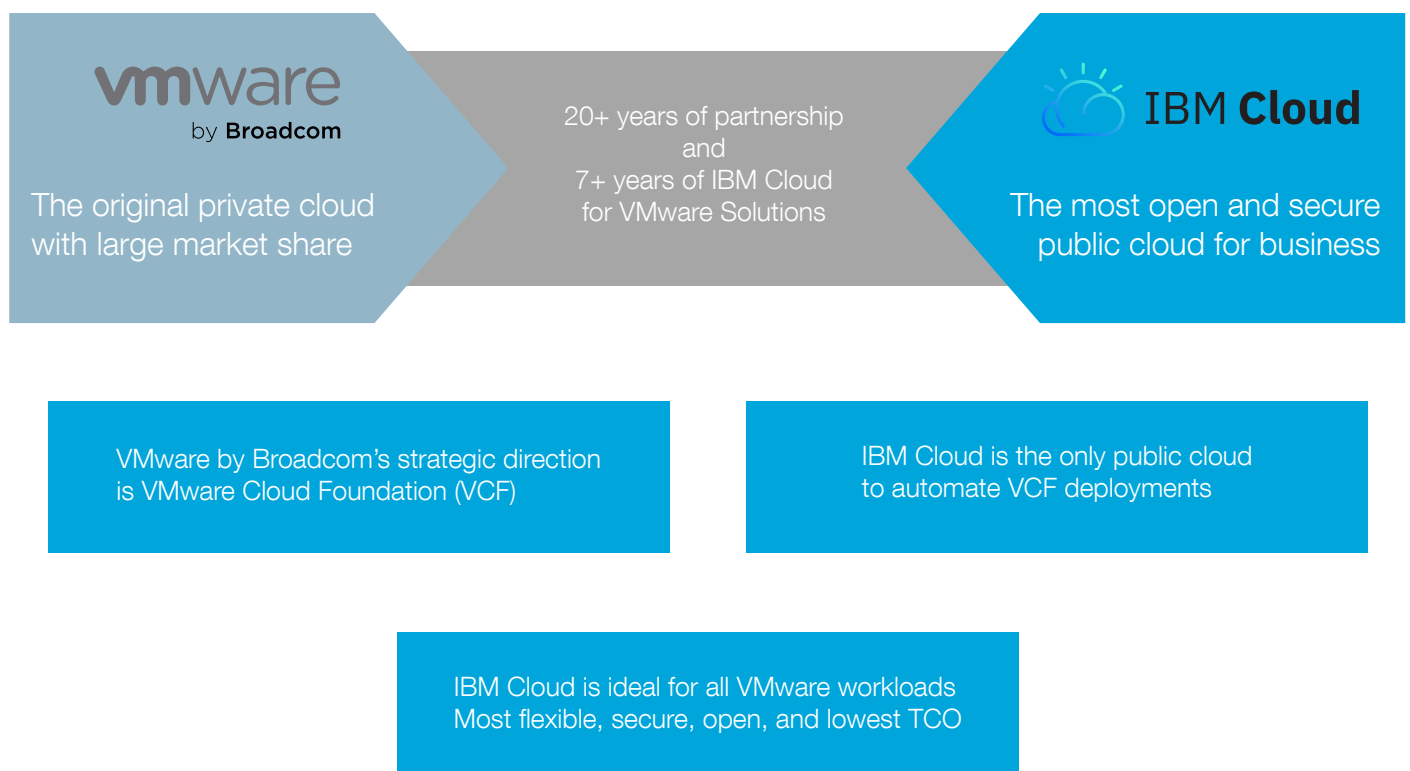 vmware
by Broadcom
The original private cloud
with large market share
20+ years of partnership
and
7+ years of IBM Cloud
for VMware Solutions
IBM Cloud
The most open and secure
public cloud for business
VMware by Broadcom’s strategic direction
is VMware Cloud Foundation (VCF)
IBM Cloud is the only public cloud
to automate VCF deployments
IBM Cloud is ideal for all VMware workloads
Most flexible, secure, open, and lowest TCO